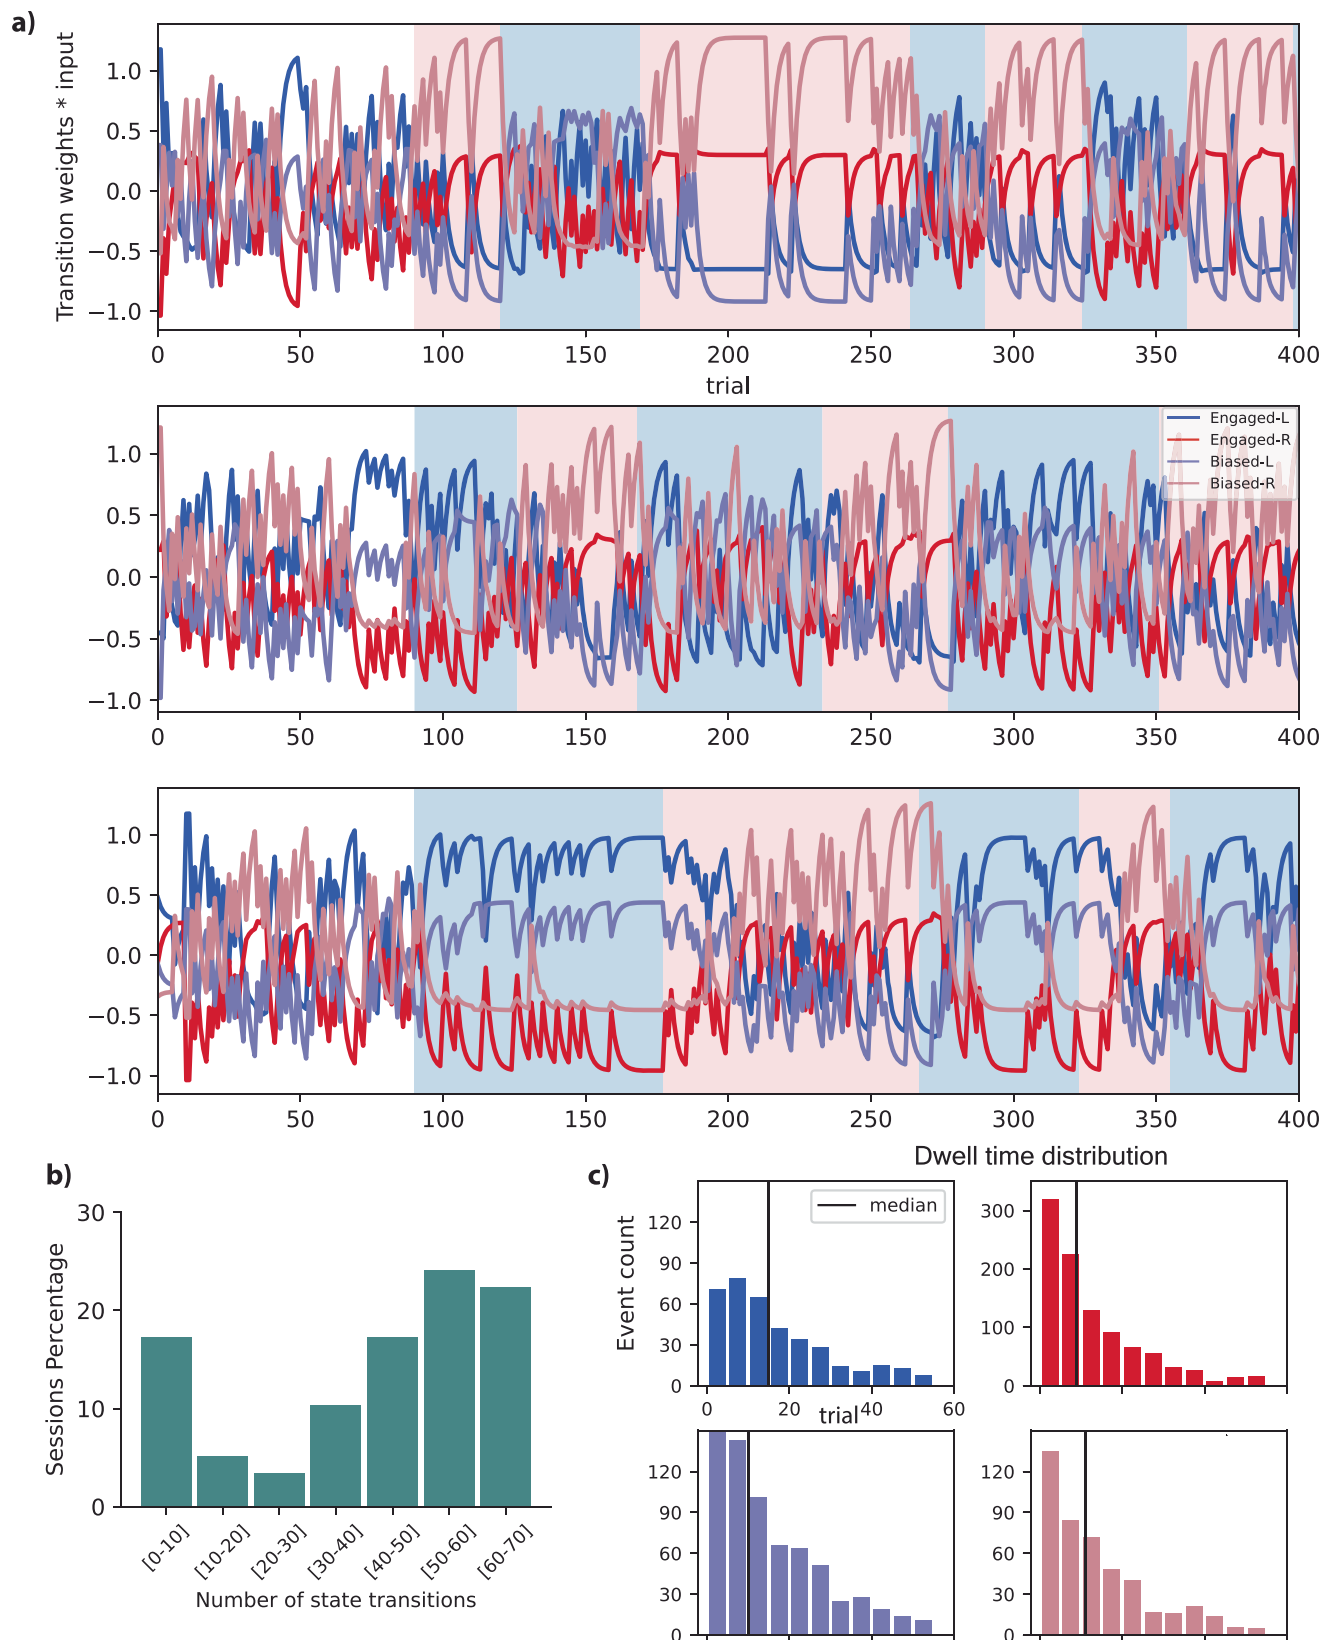 a)
Transition weights * input
1.0
0.5
0.0
−0.5
−1.0
0 50 100 150 200 250 300 350 400
trial
1.0
0.5
0.0
−0.5
−1.0
Engaged-L
Engaged-R
Biased-L
Biased-R
0 50 100 150 200 250 300 350 400
1.0
0.5
0.0
−0.5
−1.0
0 50 100 150 200 250 300 350 400
b)
Sessions Percentage
30
20
10
0
[0-10] [10-20] [20-30] [30-40] [40-50] [50-60] [60-70]
Number of state transitions
c)
Dwell time distribution
Event count
median
120
90
60
30
0
0 20 40 60
trial
300
200
100
0
120
90
60
30
0
120
90
60
30
0